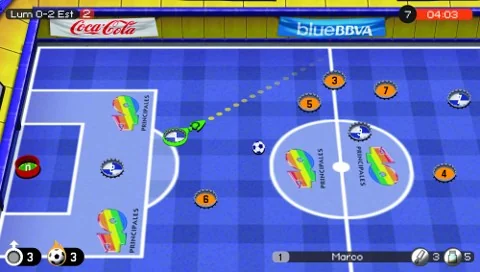 Lum 0-2 Est 2
7 04:03
Coca-Cola
blueBBVA
3
7
5
PRINCIPALES
PRINCIPALES
PRINCIPALES
4
6
PRINCIPALES
3 3
1 Marco 3 5